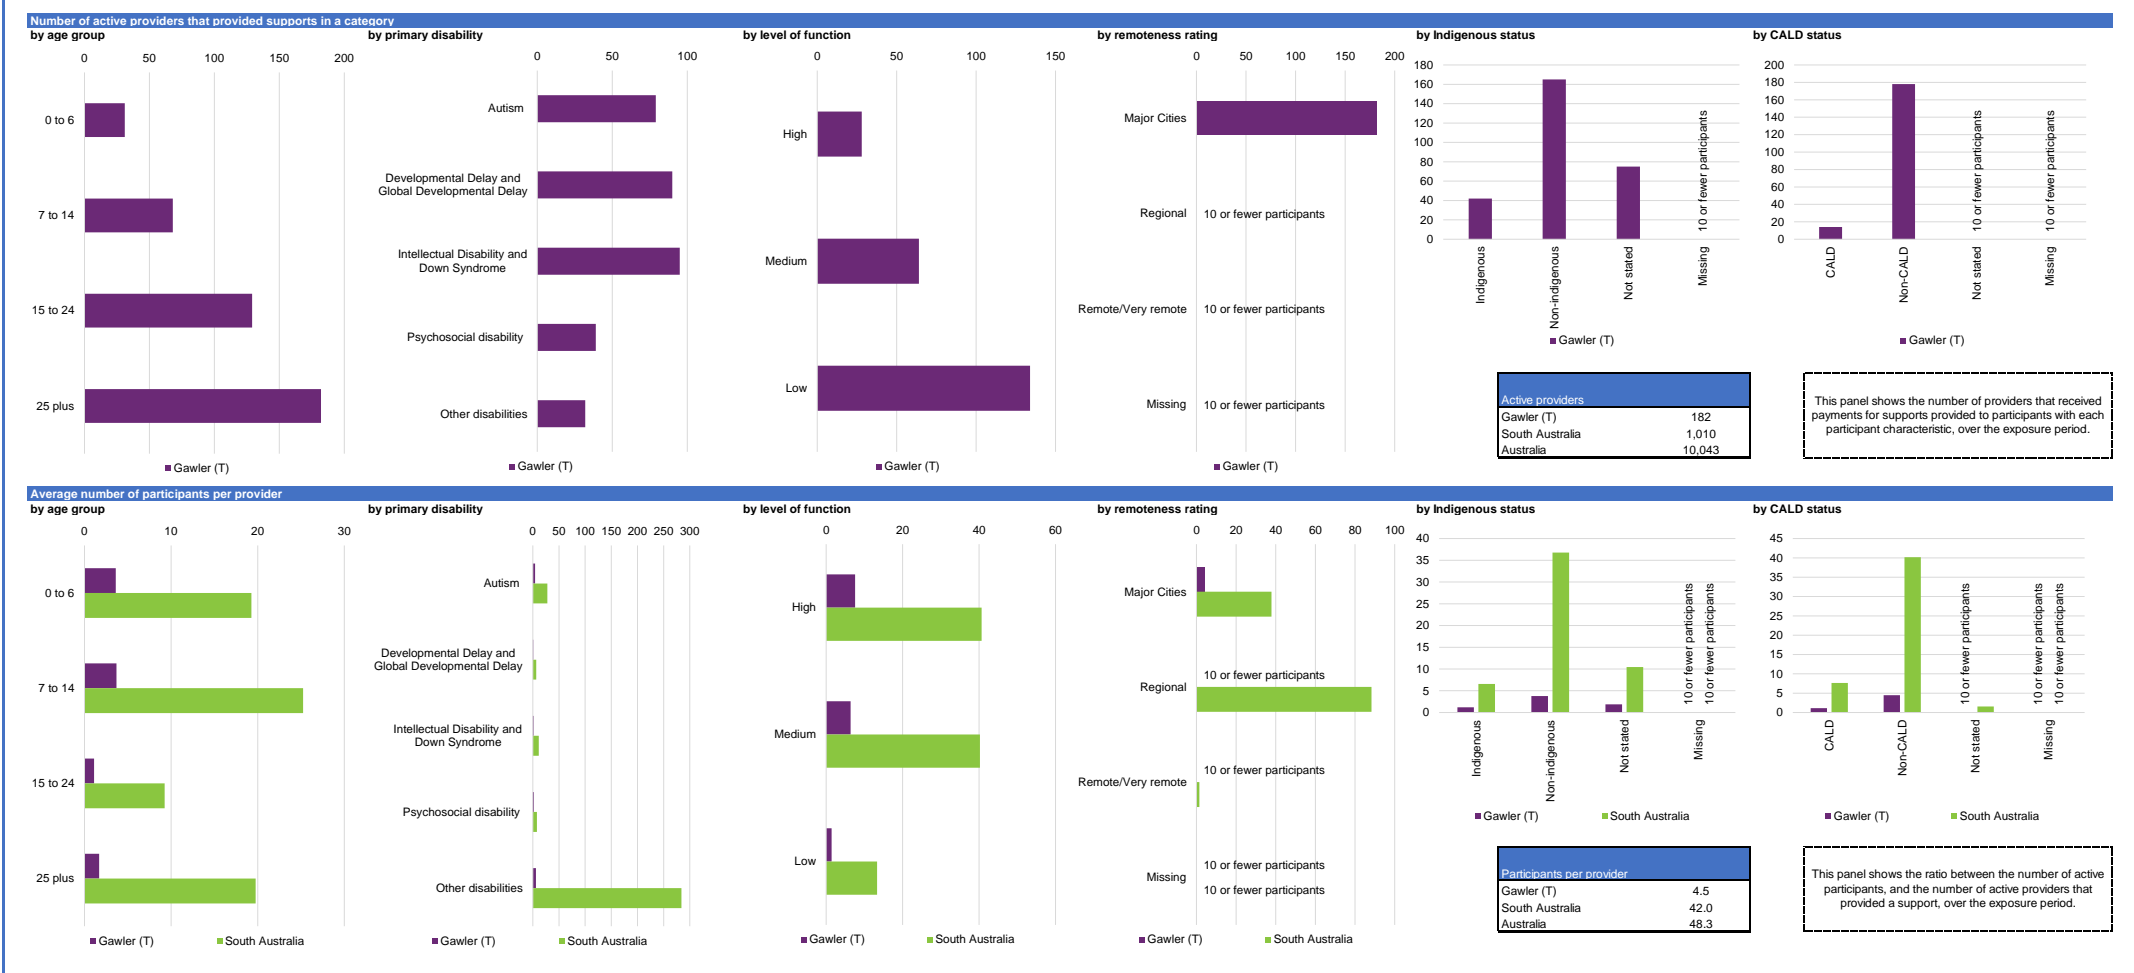 Number of active providers that provided supports in a category
by age group
0 50 100 150 200
0 to 6
7 to 14
15 to 24
25 plus
Gawler (T)
by primary disability
0 50 100
Autism
Developmental Delay and
Global Developmental Delay
Intellectual Disability and
Down Syndrome
Psychosocial disability
Other disabilities
Gawler (T)
by level of function
0 50 100 150
High
Medium
Low
Gawler (T)
by remoteness rating
0 50 100 150 200
Major Cities
Regional 10 or fewer participants
Remote/Very remote 10 or fewer participants
Missing 10 or fewer participants
Gawler (T)
by Indigenous status
180
160
140
120
100
80
60
40
20
0
10 or fewer participants
Indigenous
Non-indigenous
Not stated
Missing
Gawler (T)
by CALD status
200
180
160
140
120
100
80
60
40
20
0
10 or fewer participants
10 or fewer participants
CALD
Non-CALD
Not stated
Missing
Gawler (T)
Active providers
Gawler (T) 182
South Australia 1,010
Australia 10,043
This panel shows the number of providers that received
payments for supports provided to participants with each
participant characteristic, over the exposure period.
Average number of participants per provider
by age group
0 10 20 30
0 to 6
7 to 14
15 to 24
25 plus
Gawler (T) South Australia
by primary disability
0 50 100 150 200 250 300
Autism
Developmental Delay and
Global Developmental Delay
Intellectual Disability and
Down Syndrome
Psychosocial disability
Other disabilities
Gawler (T) South Australia
by level of function
0 20 40 60
High
Medium
Low
Gawler (T) South Australia
by remoteness rating
0 20 40 60 80 100
Major Cities
10 or fewer participants
Regional
10 or fewer participants
Remote/Very remote
10 or fewer participants
Missing
10 or fewer participants
Gawler (T) South Australia
by Indigenous status
40
35
30
25
20
15
10
5
0
10 or fewer participants
10 or fewer participants
Indigenous
Non-indigenous
Not stated
Missing
Gawler (T) South Australia
by CALD status
45
40
35
30
25
20
15
10
5
0
10 or fewer participants
10 or fewer participants
10 or fewer participants
CALD
Non-CALD
Not stated
Missing
Gawler (T) South Australia
Participants per provider
Gawler (T) 4.5
South Australia 42.0
Australia 48.3
This panel shows the ratio between the number of active
participants, and the number of active providers that
provided a support, over the exposure period.